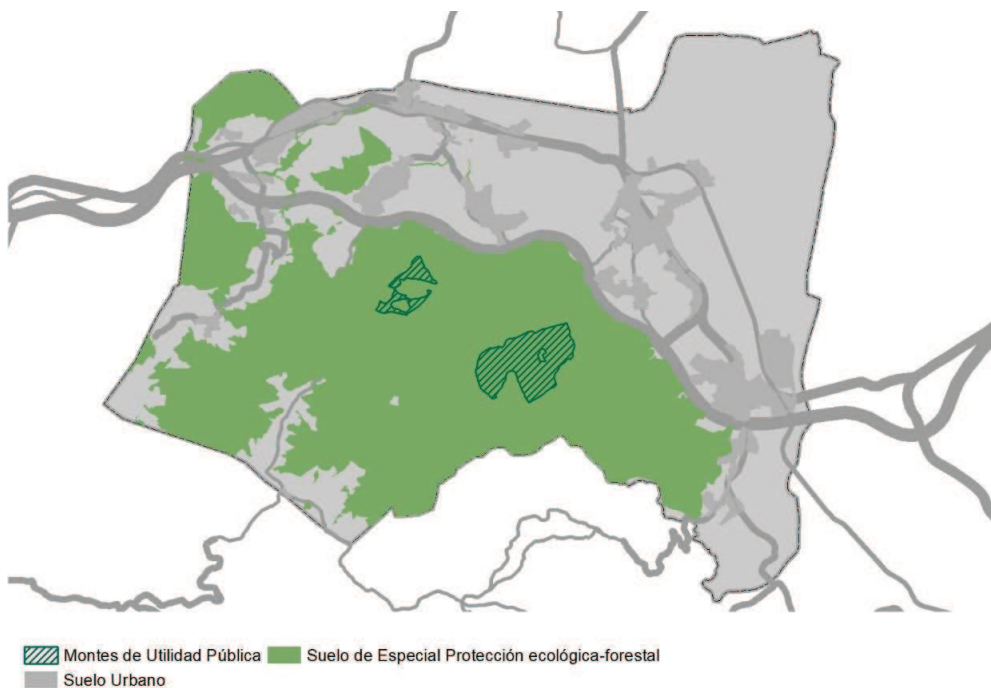 Montes de Utilidad Pública Suelo de Especial Protección ecológica-forestal
Suelo Urbano